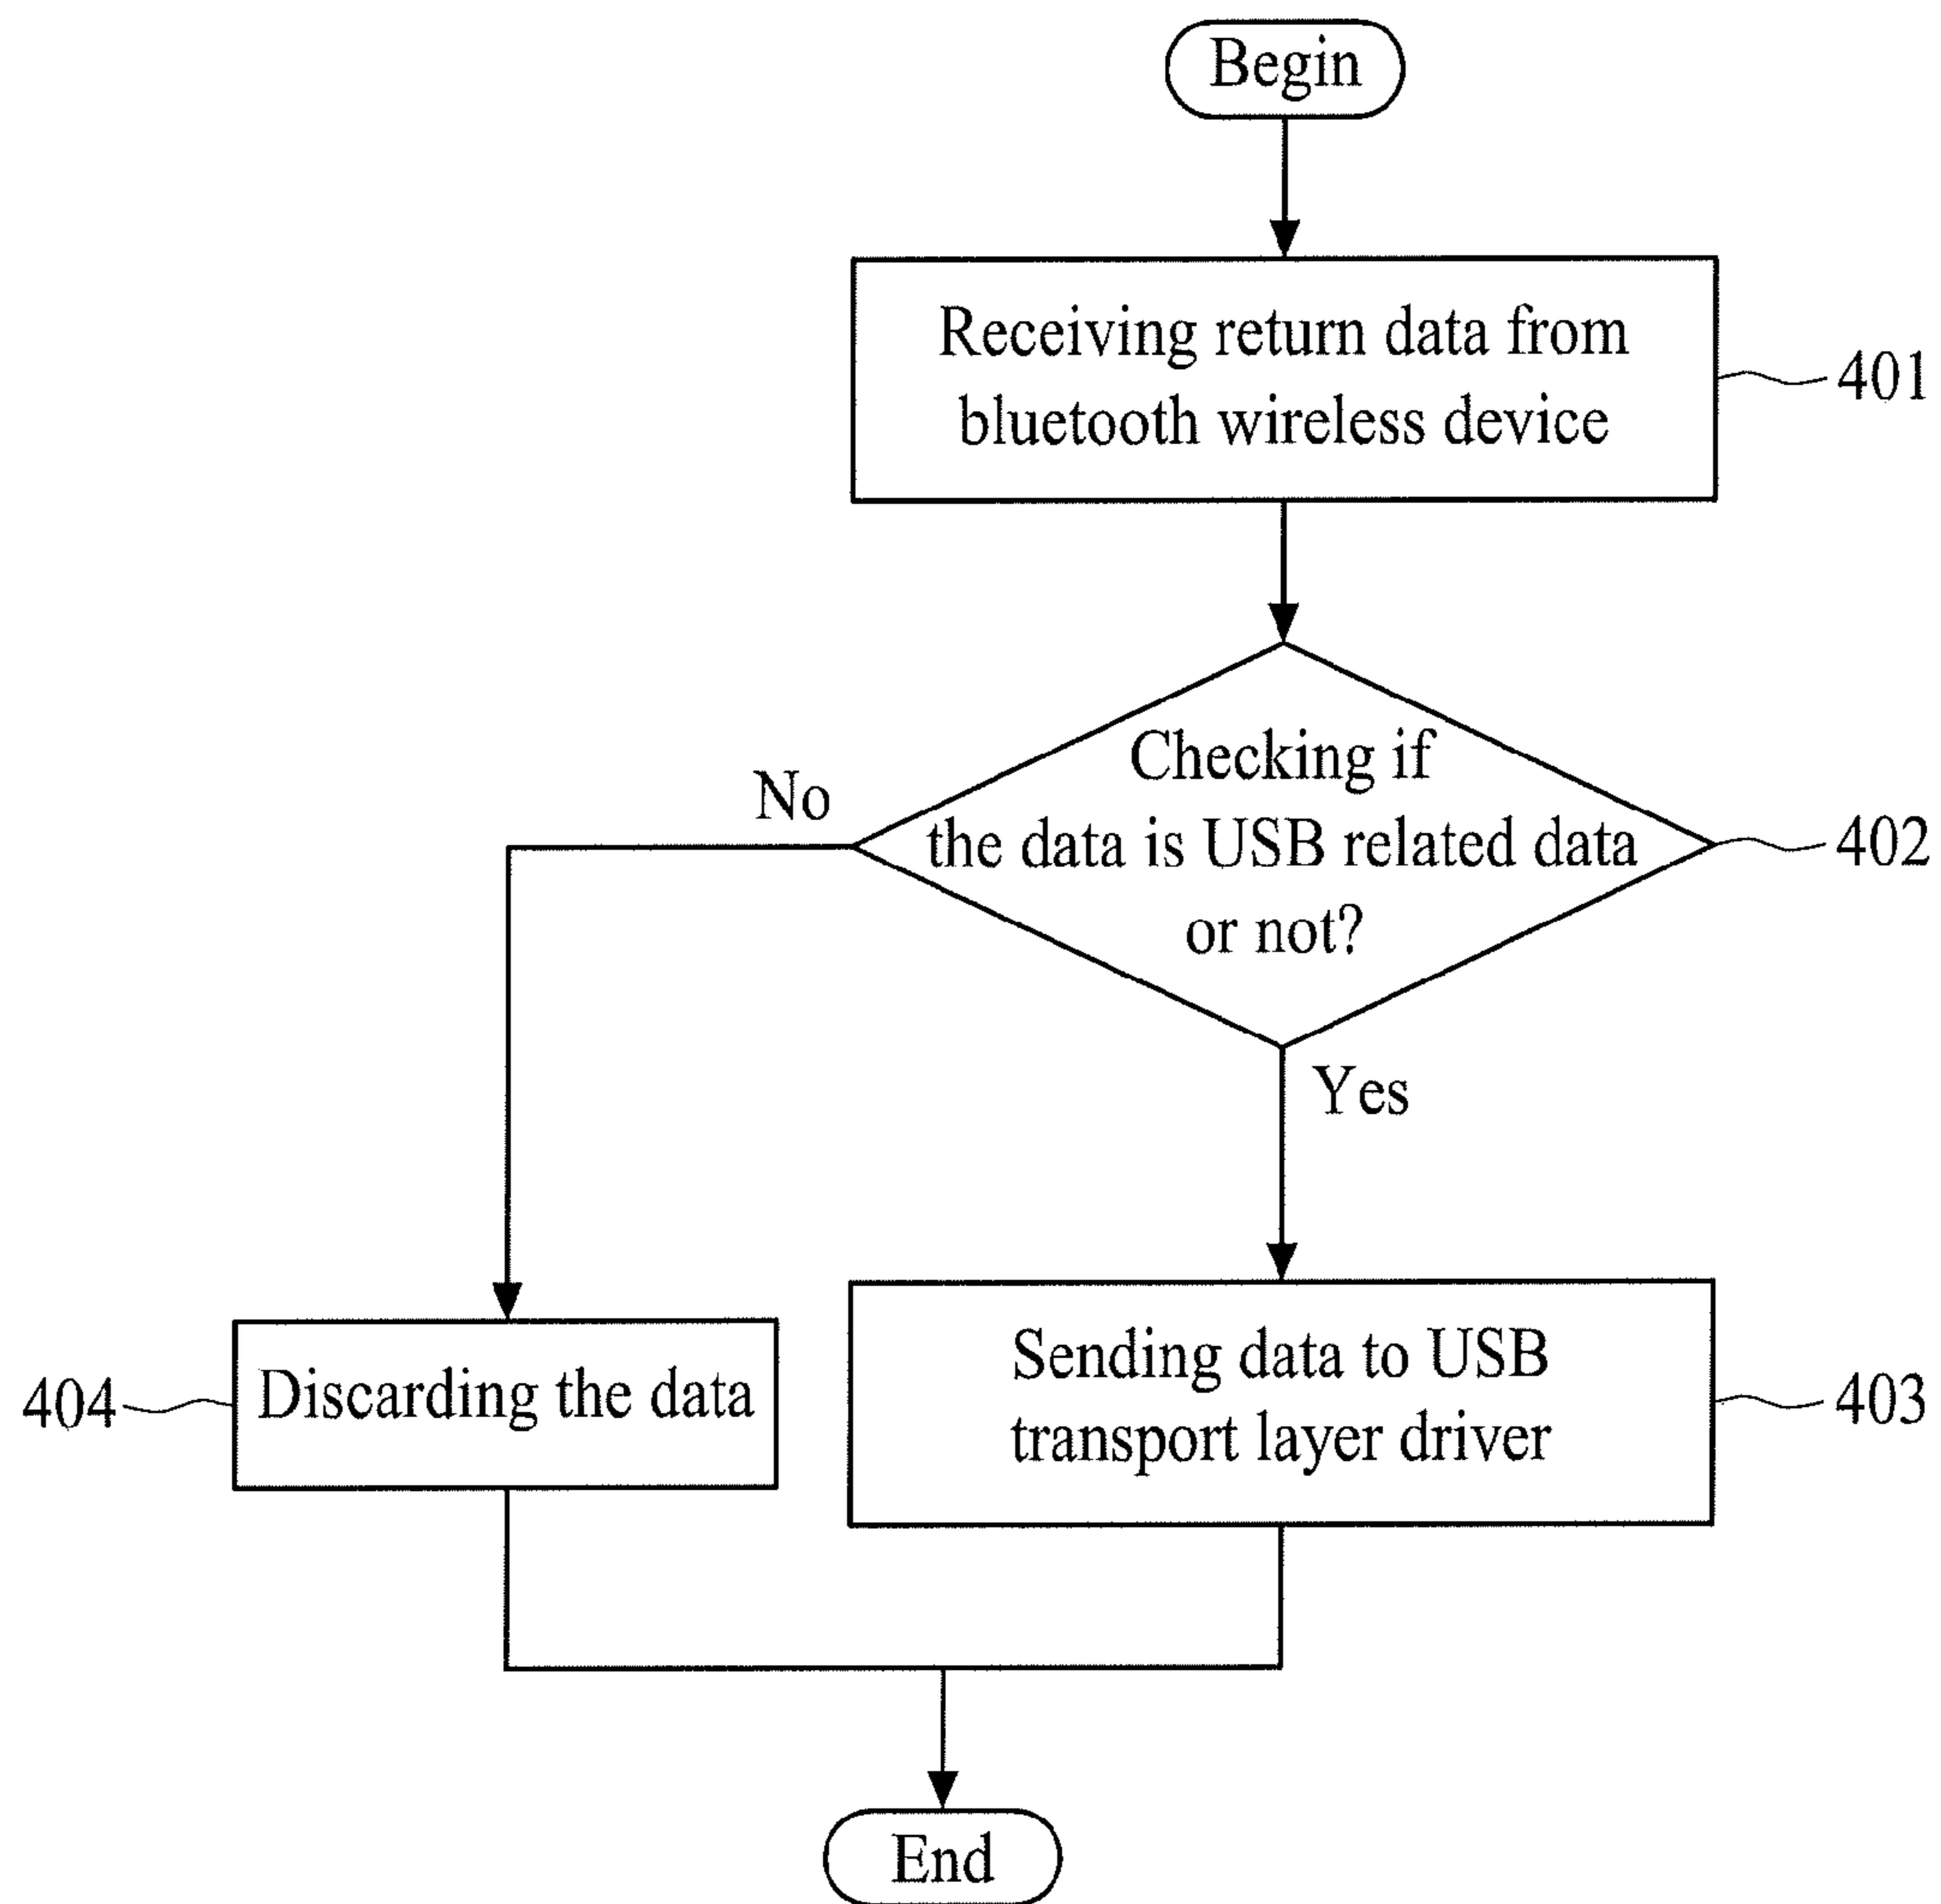 Begin
Receiving return data from
bluetooth wireless device
401
Checking if
the data is USB related data
or not?
402
No
Yes
Discarding the data
404
Sending data to USB
transport layer driver
403
End